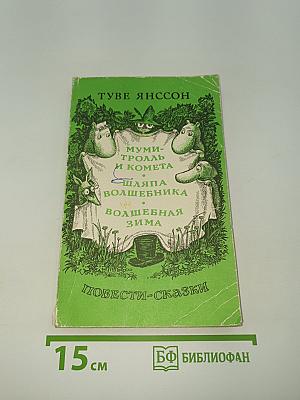 ТУВЕ ЯНССОН
МУМИ-
ТРОЛЛЬ
И КОМЕТА
•
ШЛЯПА
ВОЛШЕБНИКА
•
ВОЛШЕБНАЯ
ЗИМА
ПОВЕСТИ-СКАЗКИ
15 см
БФ БИБЛИОФАН